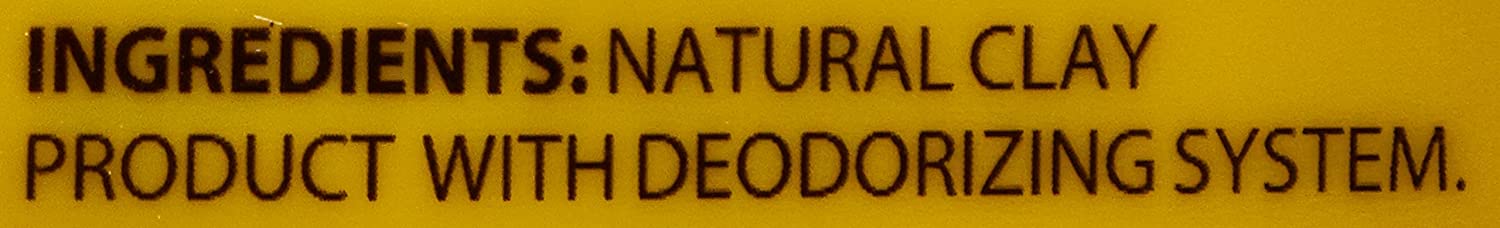 INGREDIENTS: NATURAL CLAY
PRODUCT WITH DEODORIZING SYSTEM.